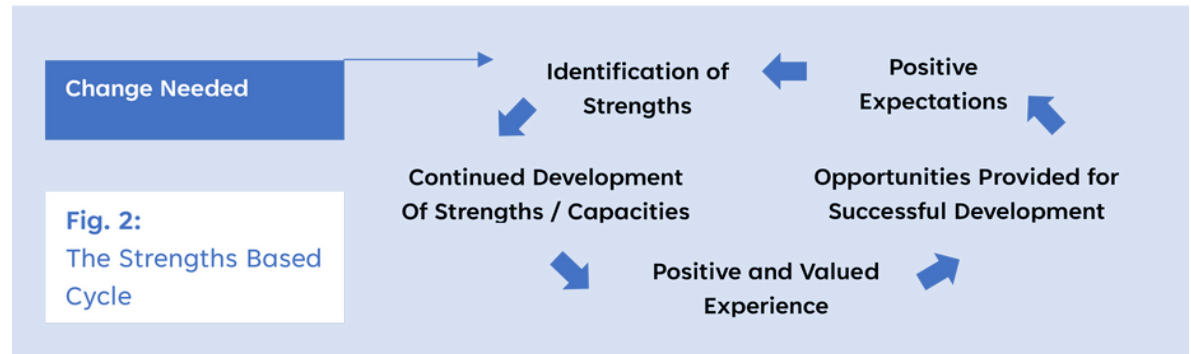 Change Needed
Identification of
Strengths
Positive
Expectations
Continued Development
Of Strengths / Capacities
Opportunities Provided for
Successful Development
Positive and Valued
Experience
Fig. 2:
The Strengths Based
Cycle